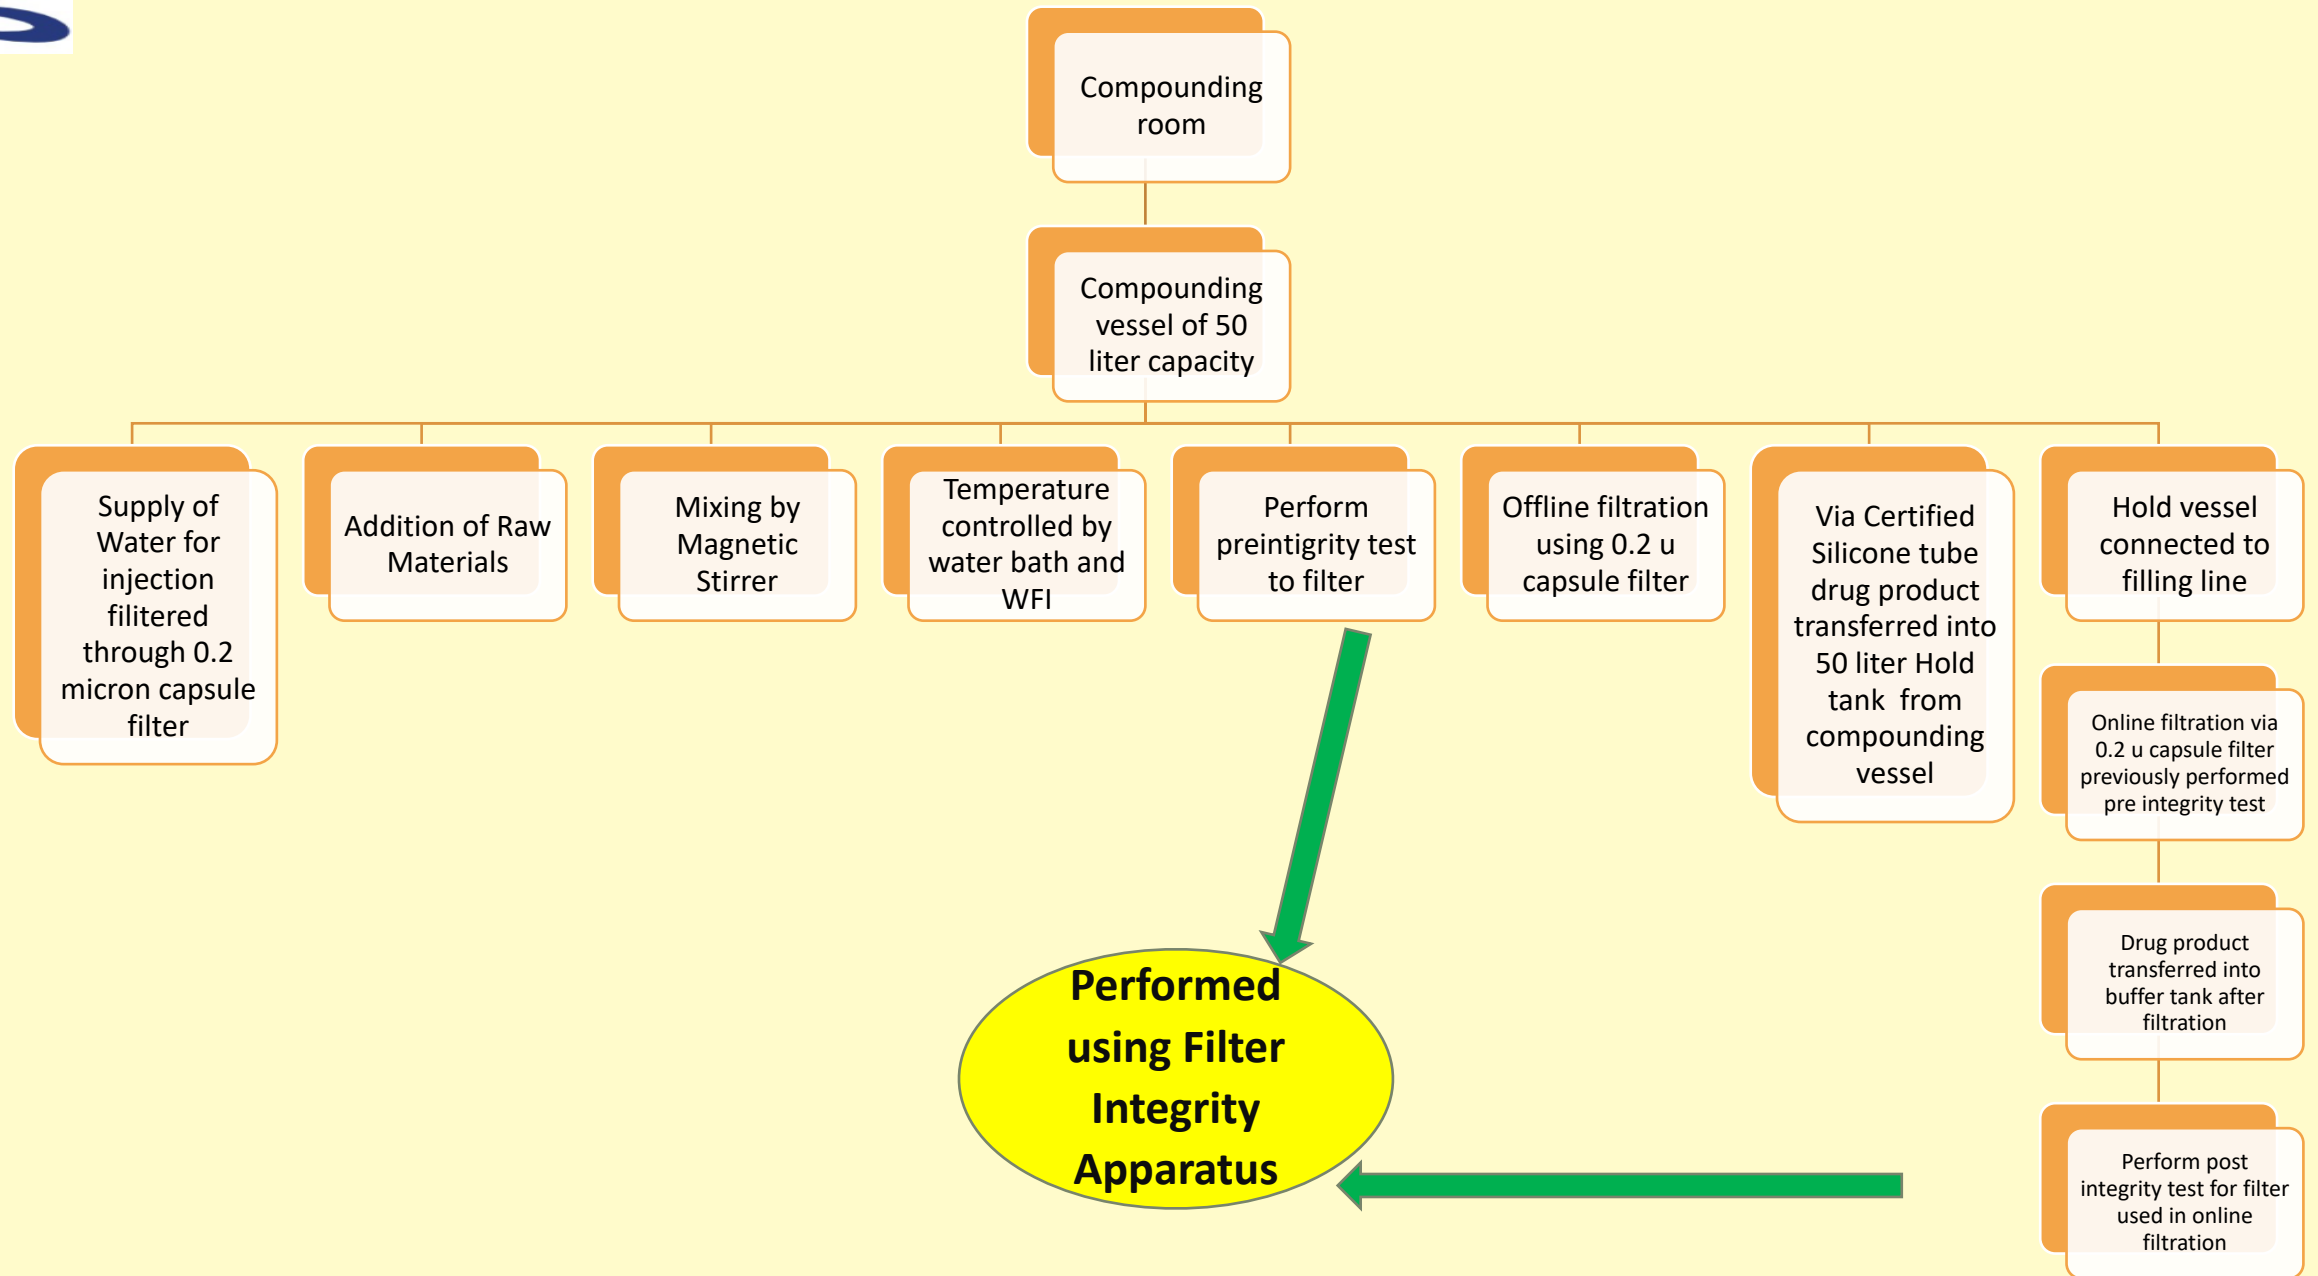 Compounding
room
Compounding
vessel of 50
liter capacity
Supply of
Water for
injection
filitered
through 0.2
micron capsule
filter
Addition of Raw
Materials
Mixing by
Magnetic
Stirrer
Temperature
controlled by
water bath and
WFI
Perform
preintigrity test
to filter
Offline filtration
using 0.2 u
capsule filter
Via Certified
Silicone tube
drug product
transferred into
50 liter Hold
tank from
compounding
vessel
Hold vessel
connected to
filling line
Online filtration via
0.2 u capsule filter
previously performed
pre integrity test
Drug product
transferred into
buffer tank after
filtration
Perform post
integrity test for filter
used in online
filtration
Performed
using Filter
Integrity
Apparatus